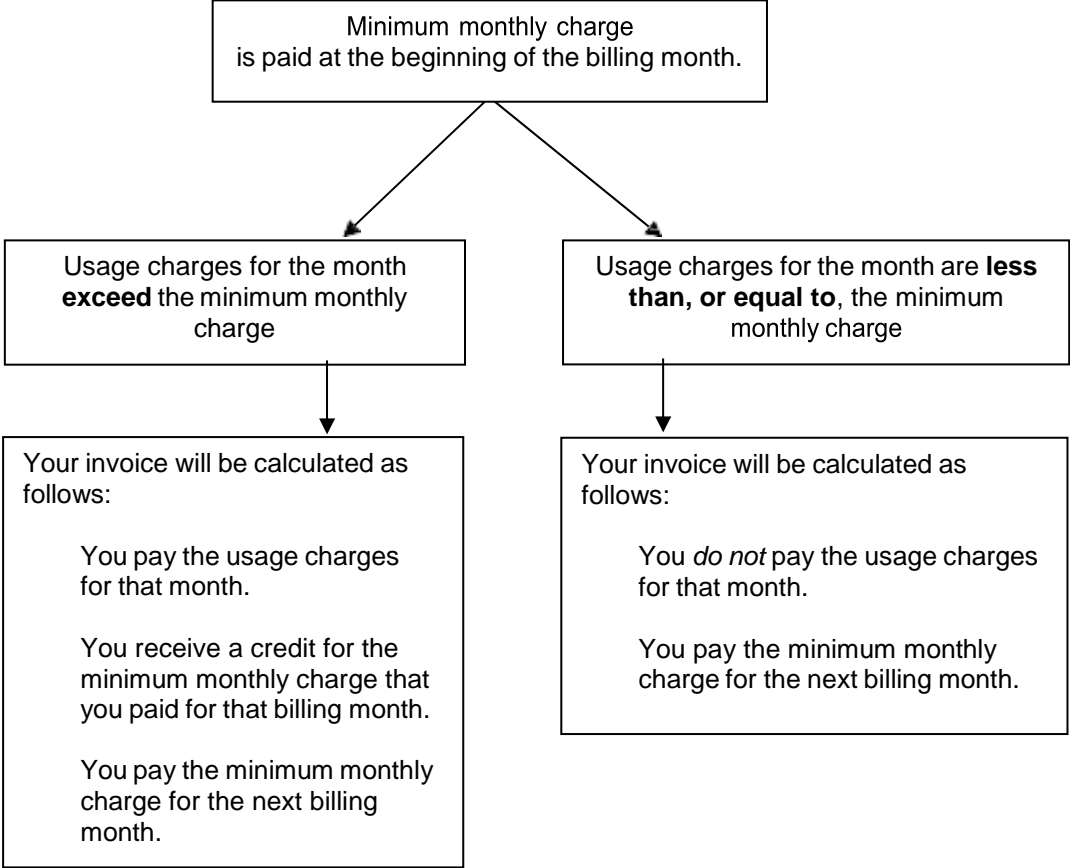 Minimum monthly charge
is paid at the beginning of the billing month.
Usage charges for the month
exceed the minimum monthly
charge
Usage charges for the month are less
than, or equal to, the minimum
monthly charge
Your invoice will be calculated as
follows:
You pay the usage charges
for that month.
You receive a credit for the
minimum monthly charge that
you paid for that billing month.
You pay the minimum monthly
charge for the next billing
month.
Your invoice will be calculated as
follows:
You do not pay the usage charges
for that month.
You pay the minimum monthly
charge for the next billing month.